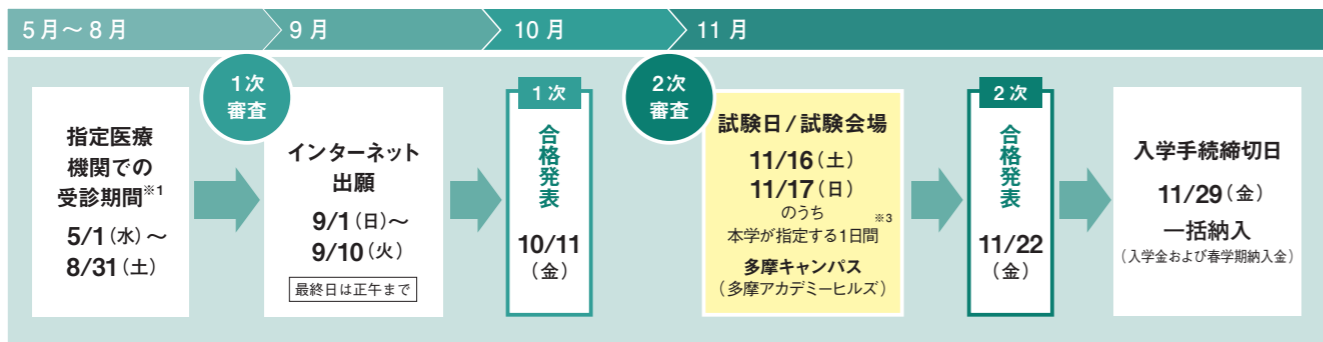 5月～8月
9月
10月
11月
1次
審査
2次
審査
指定医療
機関での
受診期間※1
5/1（水）～
8/31（土）
インターネット
出願
9/1（日）～
9/10（火）
最終日は正午まで
1次
合格発表
10/11
（金）
試験日/試験会場
11/16（土）
11/17（日）
のうち
※3
本学が指定する1日間
多摩キャンパス
（多摩アカデミーヒルズ）
2次
合格発表
11/22
（金）
入学手続締切日
11/29（金）
一括納入
（入学金および春学期納入金）